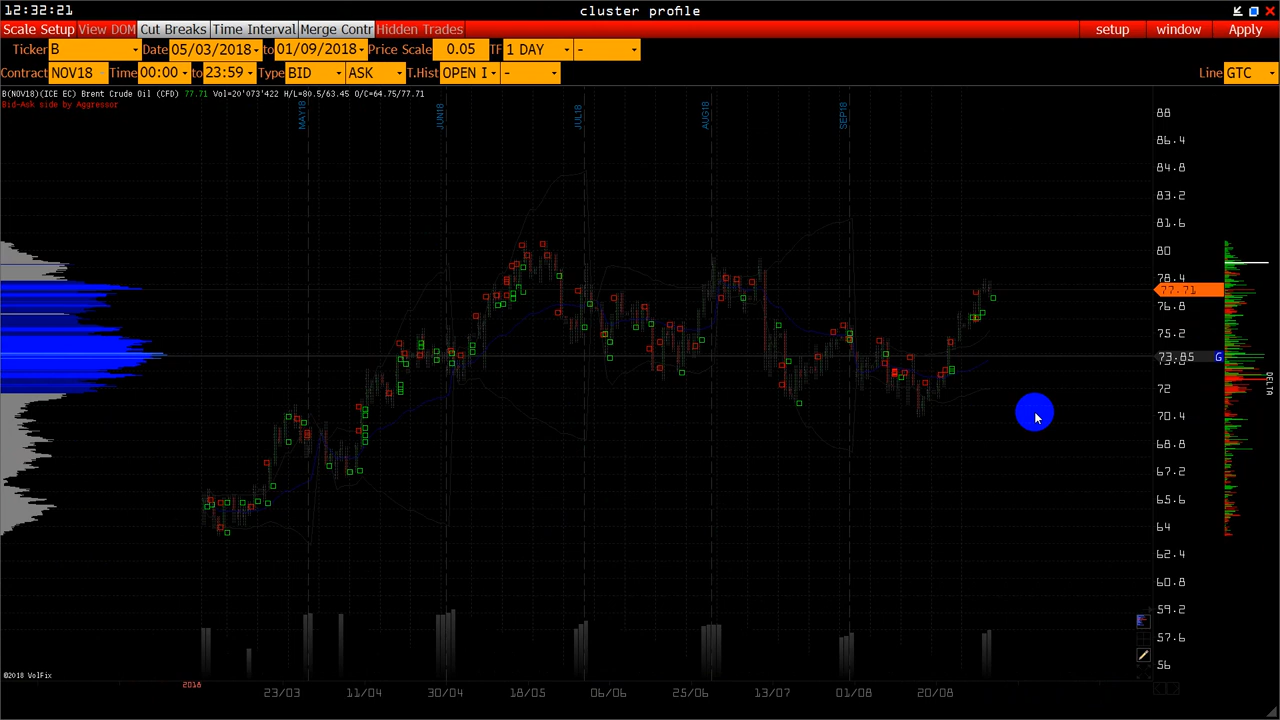 12:32:21 cluster profile
Scale Setup View DOM Cut Breaks Time Interval Merge Contr Hidden Trades setup window Apply
Ticker B Date 05/03/2018 to 01/09/2018 Price Scale 0.05 TF 1 DAY -
Contract NOV18 Time 00:00 to 23:59 Type BID ASK T.Hist OPEN I - Line GTC
B(NOV18)(ICE EC) Brent Crude Oil (CFD) 77.71 Vol=20'073'422 H/L=80.5/63.45 O/C=64.75/77.71
Bid-Ask side by Aggressor
MAY18 JUN18 JUL18 AUG18 SEP18
88
86.4
84.8
83.2
81.6
80
78.4
77.71
76.8
75.2
73.85 G
72
70.4
68.8
67.2
65.6
64
62.4
60.8
59.2
57.6
56
DELTA
©2018 VolFix
2018
23/03 11/04 30/04 18/05 06/06 25/06 13/07 01/08 20/08